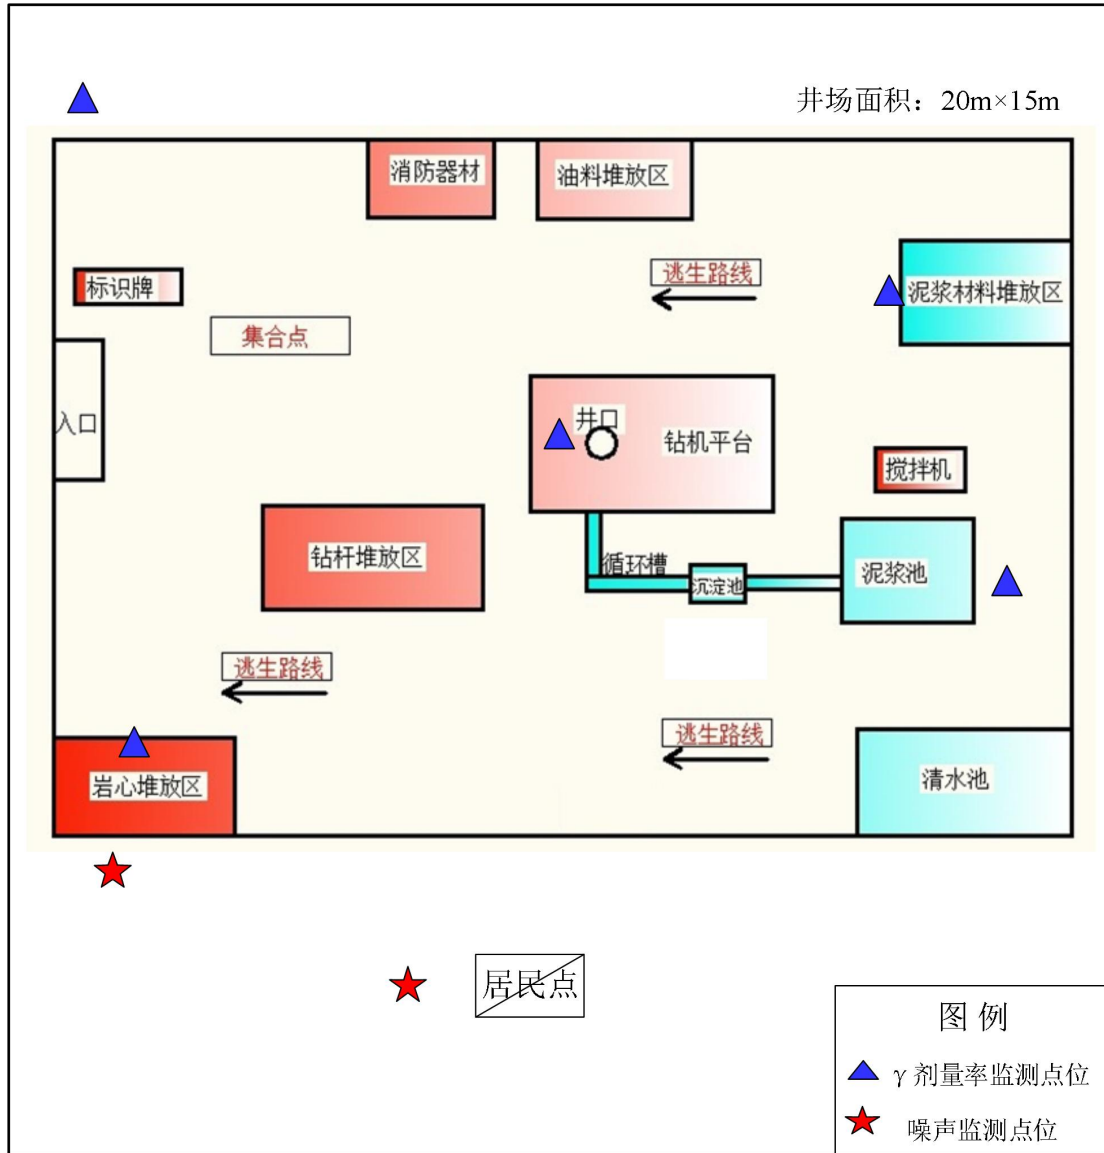 井场面积：20m×15m
消防器材
油料堆放区
逃生路线
标识牌
泥浆材料堆放区
集合点
入口
井口
钻机平台
搅拌机
钻杆堆放区
循环槽
沉淀池
泥浆池
逃生路线
逃生路线
岩心堆放区
清水池
居民点
图 例
γ 剂量率监测点位
噪声监测点位